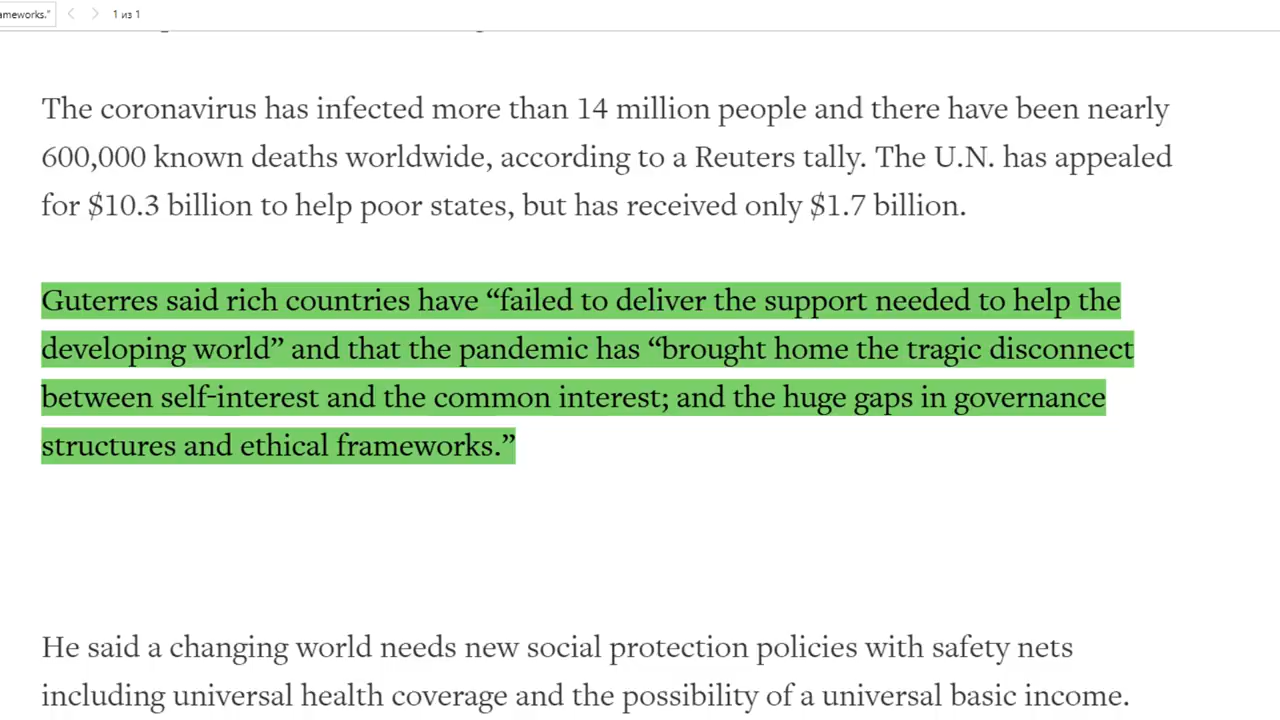 ameworks." 1 из 1
The coronavirus has infected more than 14 million people and there have been nearly
600,000 known deaths worldwide, according to a Reuters tally. The U.N. has appealed
for $10.3 billion to help poor states, but has received only $1.7 billion.
Guterres said rich countries have “failed to deliver the support needed to help the
developing world” and that the pandemic has “brought home the tragic disconnect
between self-interest and the common interest; and the huge gaps in governance
structures and ethical frameworks.”
He said a changing world needs new social protection policies with safety nets
including universal health coverage and the possibility of a universal basic income.